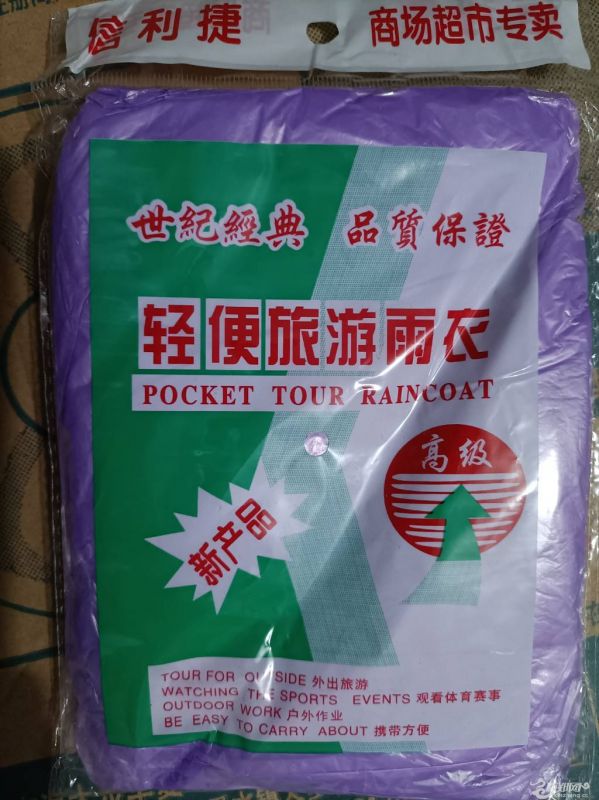 信利捷 商场超市专卖
世紀經典 品質保證
轻便旅游雨衣
POCKET TOUR RAINCOAT
高级
新产品
TOUR FOR OUTSIDE 外出旅游
WATCHING THE SPORTS EVENTS 观看体育赛事
OUTDOOR WORK 户外作业
BE EASY TO CARRY ABOUT 携带方便